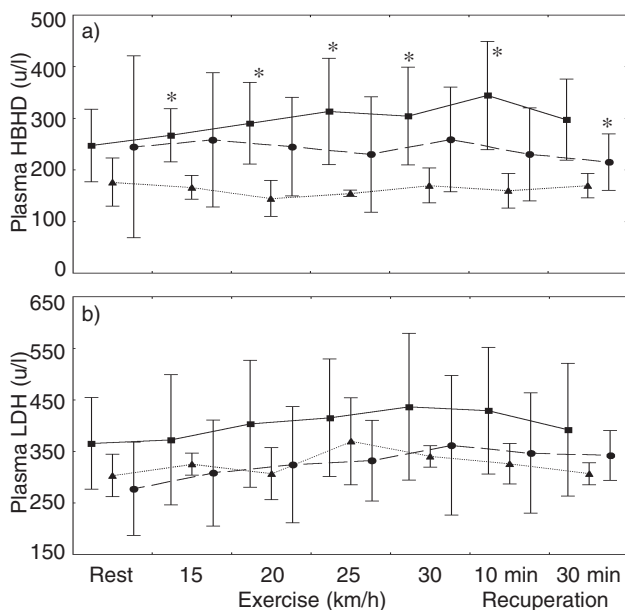 a)
Plasma HBHD (u/l)
500
400
300
200
100
0
* * * * * *
b)
Plasma LDH (u/l)
650
550
450
350
250
150
Rest 15 20 25 30 10 min 30 min
Exercise (km/h) Recuperation